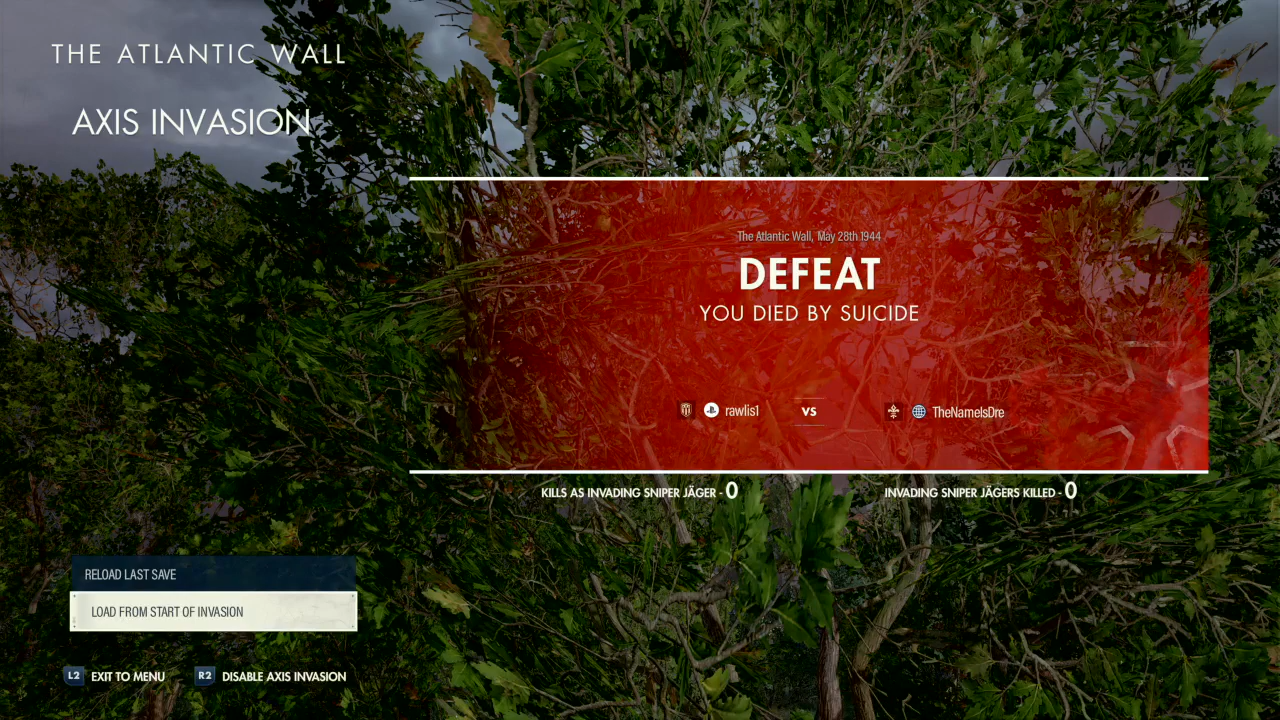 THE ATLANTIC WALL
AXIS INVASION
The Atlantic Wall, May 28th 1944
DEFEAT
YOU DIED BY SUICIDE
rawlis1 VS TheNameIsDre
KILLS AS INVADING SNIPER JÄGER - 0 INVADING SNIPER JÄGERS KILLED - 0
RELOAD LAST SAVE
LOAD FROM START OF INVASION
L2 EXIT TO MENU R2 DISABLE AXIS INVASION